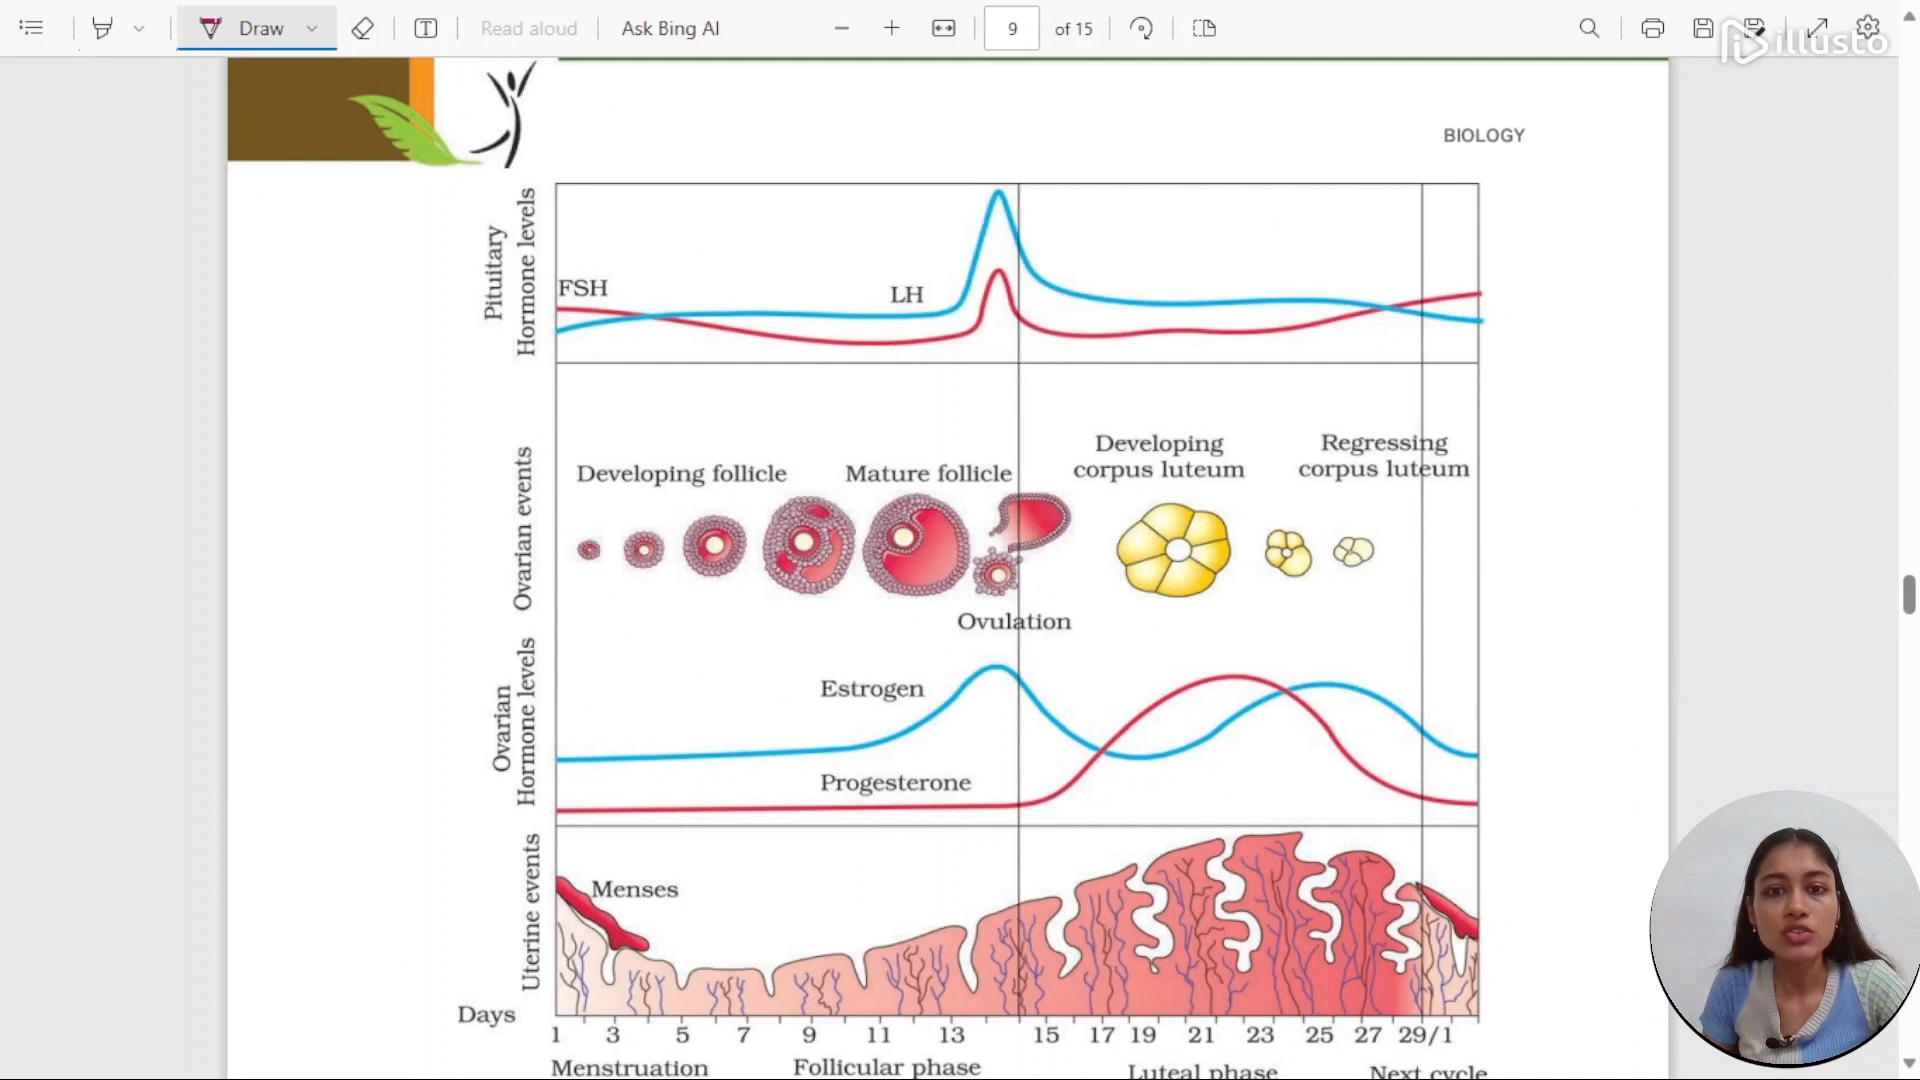 Draw
Read aloud
Ask Bing AI
9
of 15
illusto
BIOLOGY
Pituitary
Hormone levels
FSH
LH
Ovarian events
Developing follicle
Mature follicle
Developing
corpus luteum
Regressing
corpus luteum
Ovulation
Ovarian
Hormone levels
Estrogen
Progesterone
Uterine events
Menses
Days
1 3 5 7 9 11 13 15 17 19 21 23 25 27 29/1
Menstruation
Follicular phase
Luteal phase
Next cycle